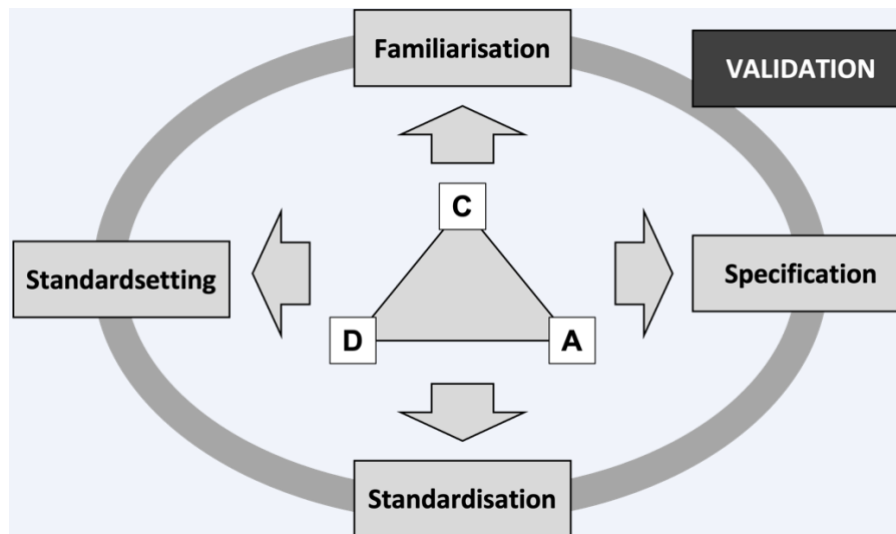 Familiarisation
VALIDATION
C
Standardsetting
Specification
D
A
Standardisation